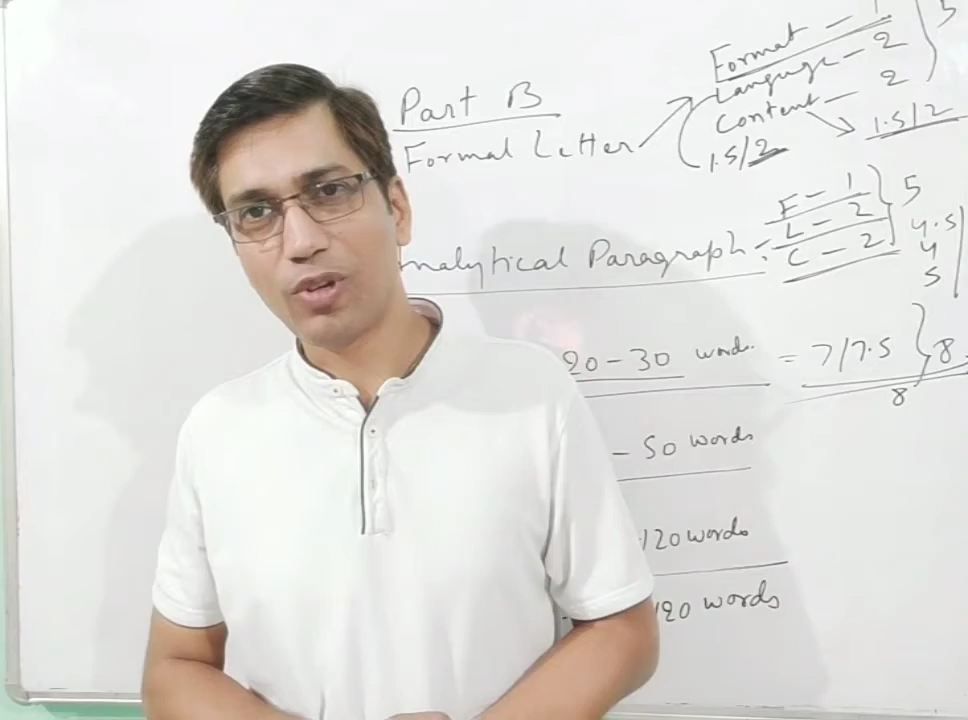 Format - 1
Language - 2
Content - 2
5
Part B
Formal Letter
1.5/2
1.5/2
F - 1
L - 2
C - 2
5
4.5
4
5
nalytical Paragraph :
20-30 words = 7/7.5
8
8
- 50 words
120 words
120 words